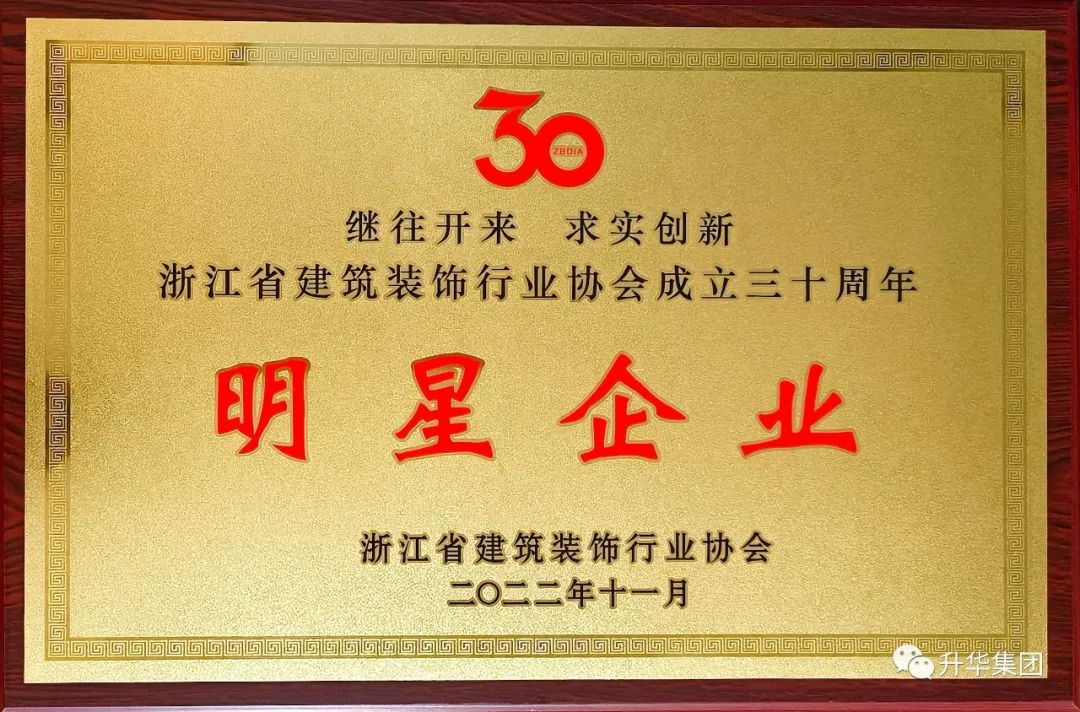 30
ZBDIA
继往开来 求实创新
浙江省建筑装饰行业协会成立三十周年
明星企业
浙江省建筑装饰行业协会
二〇二二年十一月
升华集团